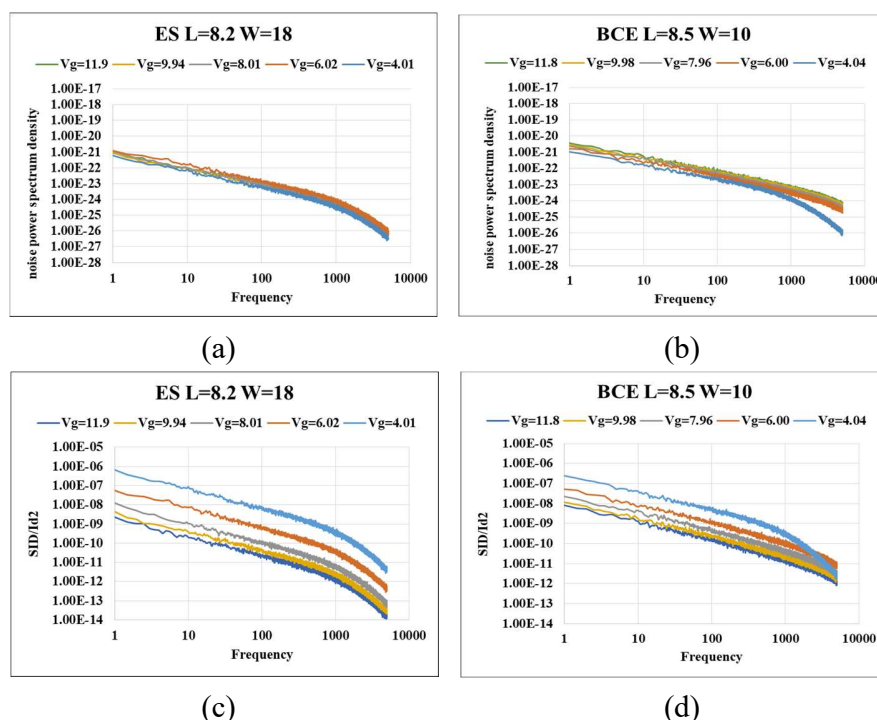 ES L=8.2 W=18
Vg=11.9 Vg=9.94 Vg=8.01 Vg=6.02 Vg=4.01
noise power spectrum density
1.00E-17
1.00E-18
1.00E-19
1.00E-20
1.00E-21
1.00E-22
1.00E-23
1.00E-24
1.00E-25
1.00E-26
1.00E-27
1.00E-28
1 10 100 1000 10000
Frequency
(a)
BCE L=8.5 W=10
Vg=11.8 Vg=9.98 Vg=7.96 Vg=6.00 Vg=4.04
noise power spectrum density
1.00E-17
1.00E-18
1.00E-19
1.00E-20
1.00E-21
1.00E-22
1.00E-23
1.00E-24
1.00E-25
1.00E-26
1.00E-27
1.00E-28
1 10 100 1000 10000
Frequency
(b)
ES L=8.2 W=18
Vg=11.9 Vg=9.94 Vg=8.01 Vg=6.02 Vg=4.01
SIID/Id2
1.00E-05
1.00E-06
1.00E-07
1.00E-08
1.00E-09
1.00E-10
1.00E-11
1.00E-12
1.00E-13
1.00E-14
1 10 100 1000 10000
Frequency
(c)
BCE L=8.5 W=10
Vg=11.8 Vg=9.98 Vg=7.96 Vg=6.00 Vg=4.04
SIID/Id2
1.00E-05
1.00E-06
1.00E-07
1.00E-08
1.00E-09
1.00E-10
1.00E-11
1.00E-12
1.00E-13
1.00E-14
1 10 100 1000 10000
Frequency
(d)